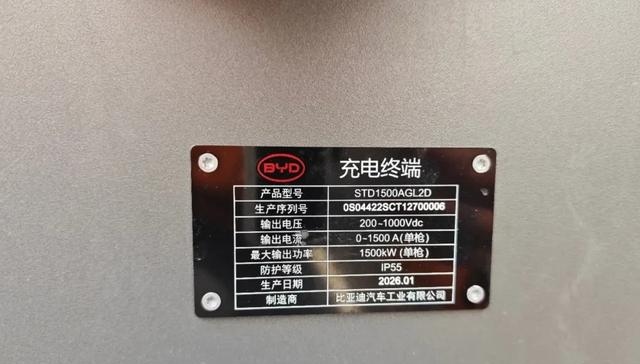 BYD 充电终端
产品型号 STD1500AGL2D
生产序列号 0S04422SCT12700006
输出电压 200~1000Vdc
输出电流 0~1500A(单枪)
最大输出功率 1500kW(单枪)
防护等级 IP55
生产日期 2026.01
制造商 比亚迪汽车工业有限公司